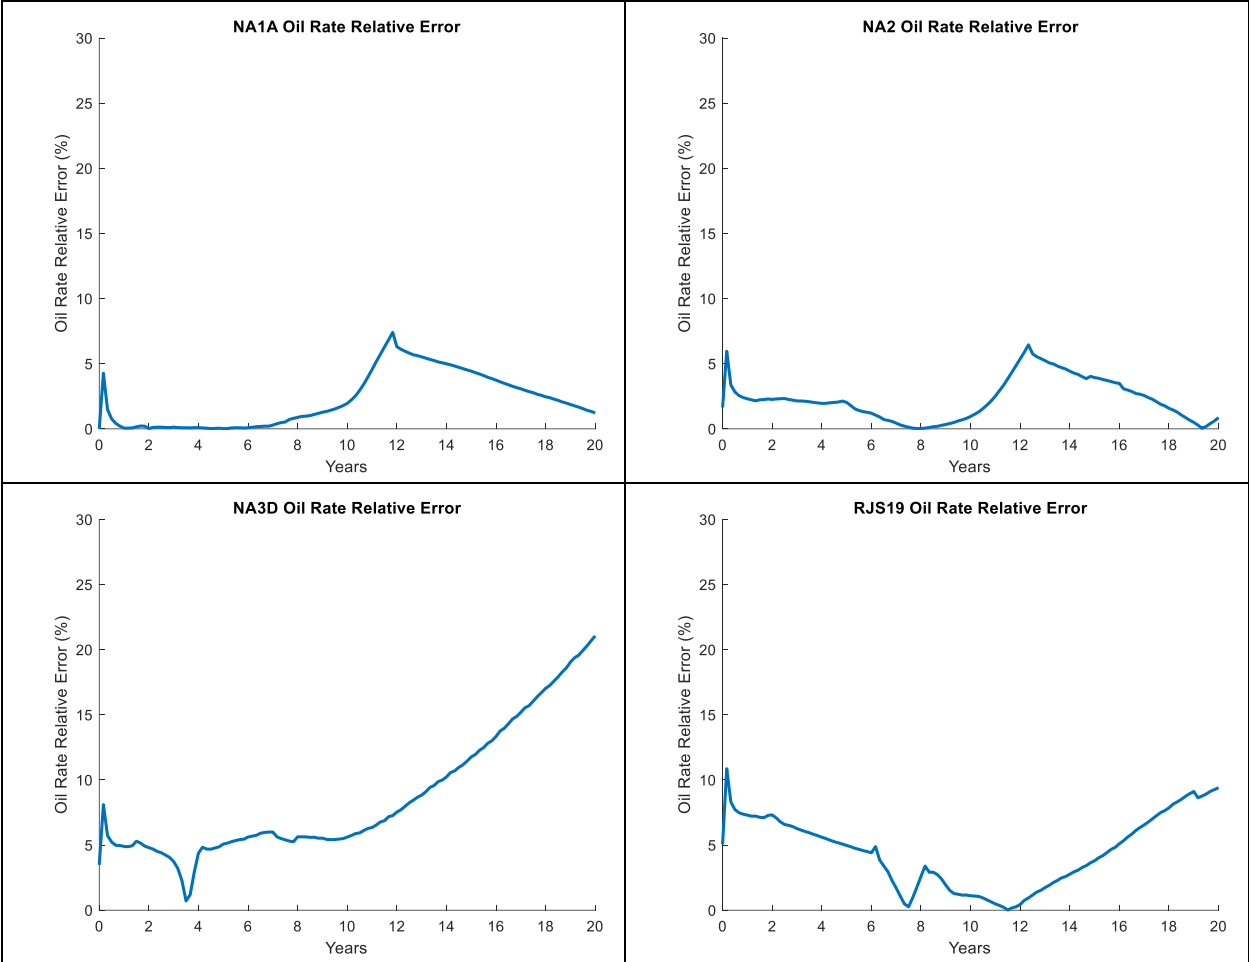 NA1A Oil Rate Relative Error
Oil Rate Relative Error (%)
30
25
20
15
10
5
0
0 2 4 6 8 10 12 14 16 18 20
Years
NA2 Oil Rate Relative Error
Oil Rate Relative Error (%)
30
25
20
15
10
5
0
0 2 4 6 8 10 12 14 16 18 20
Years
NA3D Oil Rate Relative Error
Oil Rate Relative Error (%)
30
25
20
15
10
5
0
0 2 4 6 8 10 12 14 16 18 20
Years
RJS19 Oil Rate Relative Error
Oil Rate Relative Error (%)
30
25
20
15
10
5
0
0 2 4 6 8 10 12 14 16 18 20
Years